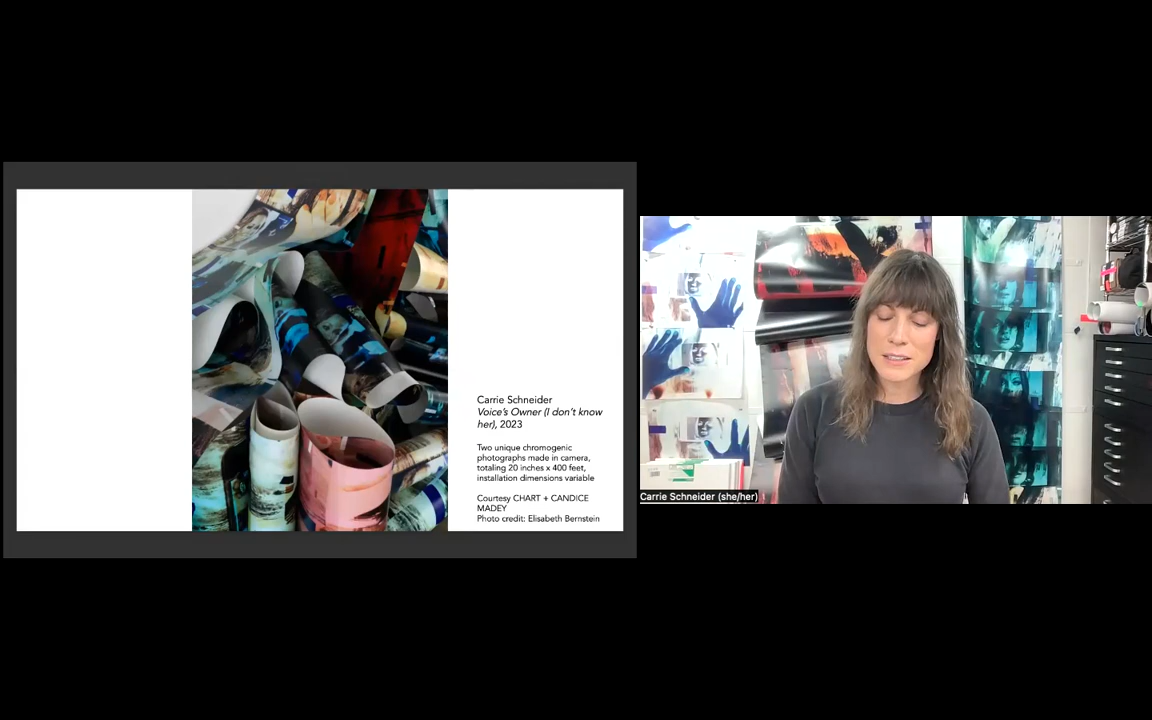 Carrie Schneider
Voice's Owner (I don't know
her), 2023
Two unique chromogenic
photographs made in camera,
totaling 20 inches x 400 feet,
installation dimensions variable
Courtesy CHART + CANDICE
MADEY
Photo credit: Elisabeth Bernstein
Carrie Schneider (she/her)